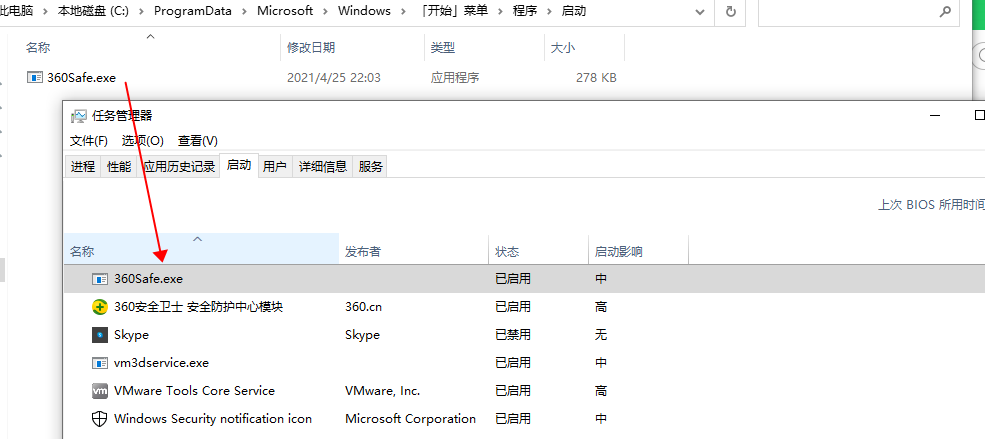 此电脑 › 本地磁盘 (C:) › ProgramData › Microsoft › Windows › 「开始」菜单 › 程序 › 启动
名称 修改日期 类型 大小
360Safe.exe 2021/4/25 22:03 应用程序 278 KB
任务管理器
文件(F) 选项(O) 查看(V)
进程 性能 应用历史记录 启动 用户 详细信息 服务
上次 BIOS 所用时间
名称 发布者 状态 启动影响
360Safe.exe 已启用 中
360安全卫士 安全防护中心模块 360.cn 已启用 高
Skype Skype 已禁用 无
vm3dservice.exe 已启用 中
vm VMware Tools Core Service VMware, Inc. 已启用 高
Windows Security notification icon Microsoft Corporation 已启用 中